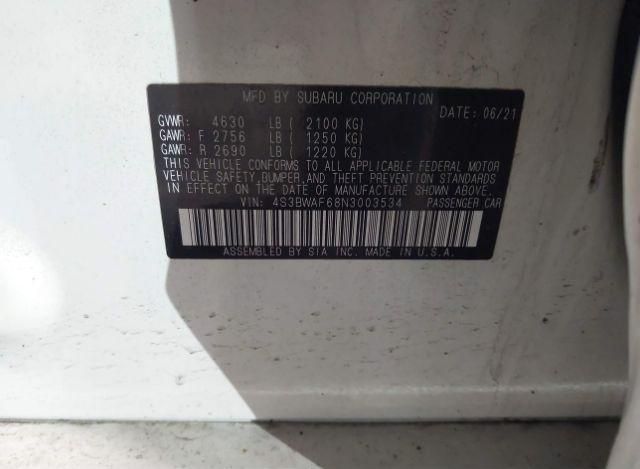 MFD BY SUBARU CORPORATION
DATE: 06/21
GVWR: 4630 LB ( 2100 KG)
GAWR: F 2756 LB ( 1250 KG)
GAWR: R 2690 LB ( 1220 KG)
THIS VEHICLE CONFORMS TO ALL APPLICABLE FEDERAL MOTOR
VEHICLE SAFETY,BUMPER,AND THEFT PREVENTION STANDARDS
IN EFFECT ON THE DATE OF MANUFACTURE SHOWN ABOVE.
VIN: 4S3BWAF68N3003534 PASSENGER CAR
ASSEMBLED BY SIA INC. MADE IN U.S.A.